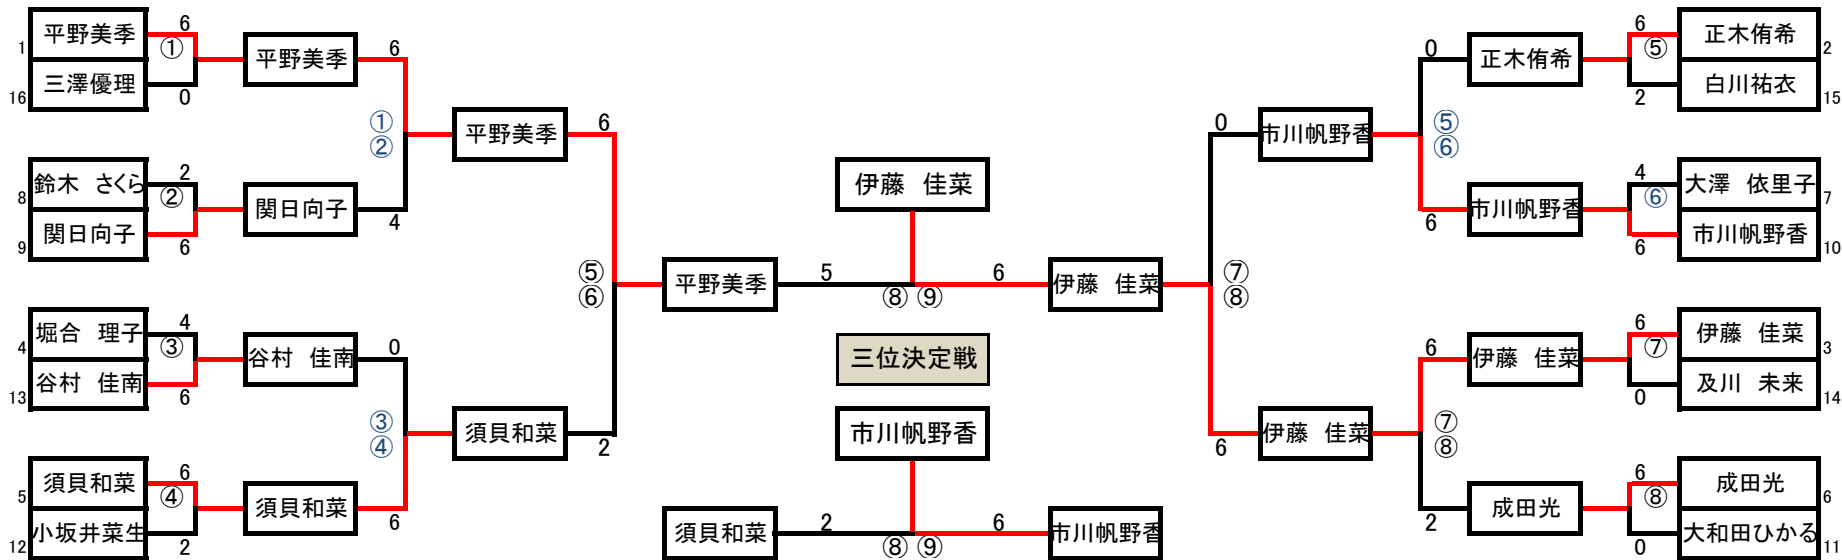 1 平野美季 6
①
16 三澤優理 0
平野美季 6
8 鈴木 さくら 2
②
9 関日向子 6
関日向子 4
①
②
平野美季 6
4 堀合 理子 4
③
13 谷村 佳南 6
谷村 佳南 0
5 須貝和菜 6
④
12 小坂井菜生 2
須貝和菜 6
③
④
須貝和菜 2
⑤
⑥
平野美季 5
伊藤 佳菜
⑧ ⑨
6 伊藤 佳菜
三位決定戦
市川帆野香
須貝和菜 2
⑧ ⑨
6 市川帆野香
⑦
⑧
0 市川帆野香
⑤
⑥
0 正木侑希
6 正木侑希 2
⑤
2 白川祐衣 15
6 市川帆野香
4 大澤 依里子 7
⑥
6 市川帆野香 10
6 伊藤 佳菜
⑦
⑧
6 伊藤 佳菜
6 伊藤 佳菜 3
⑦
0 及川 未来 14
2 成田光
6 成田光 6
⑧
0 大和田ひかる 11